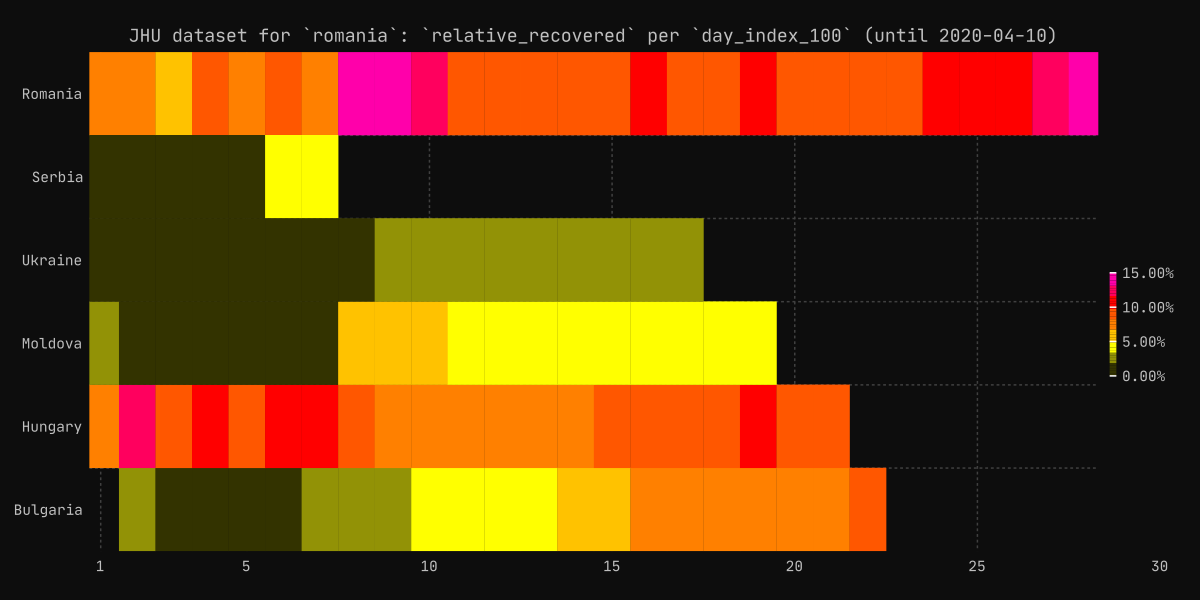 JHU dataset for `romania`: `relative_recovered` per `day_index_100` (until 2020-04-10)
Romania
Serbia
Ukraine
Moldova
Hungary
Bulgaria
15.00%
10.00%
5.00%
0.00%
1 5 10 15 20 25 30